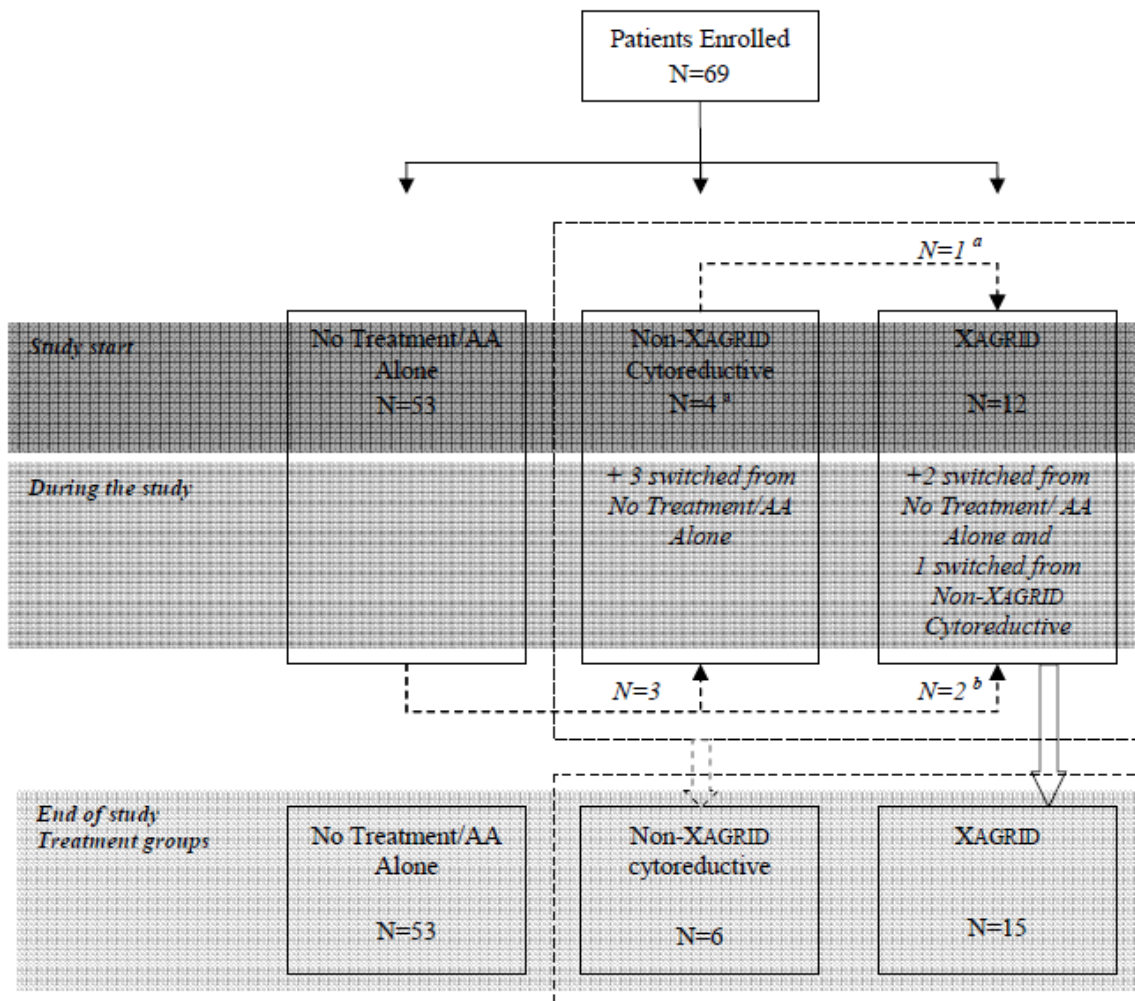 Patients Enrolled
N=69
N=1 a
Study start
No Treatment/AA
Alone
N=53
Non-XAGRID
Cytoreductive
N=4 a
XAGRID
N=12
During the study
+ 3 switched from
No Treatment/AA
Alone
+2 switched from
No Treatment/ AA
Alone and
1 switched from
Non-XAGRID
Cytoreductive
N=3
N=2 b
End of study
Treatment groups
No Treatment/AA
Alone
N=53
Non-XAGRID
cytoreductive
N=6
XAGRID
N=15